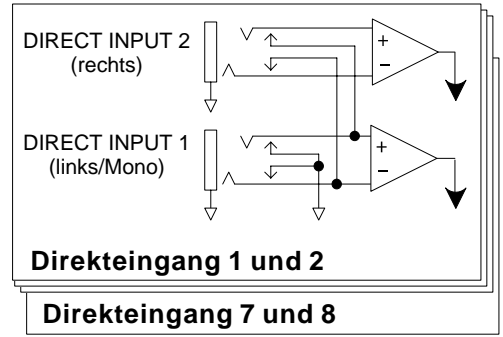 DIRECT INPUT 2
(rechts)
+
−
DIRECT INPUT 1
(links/Mono)
+
−
Direkteingang 1 und 2
Direkteingang 7 und 8